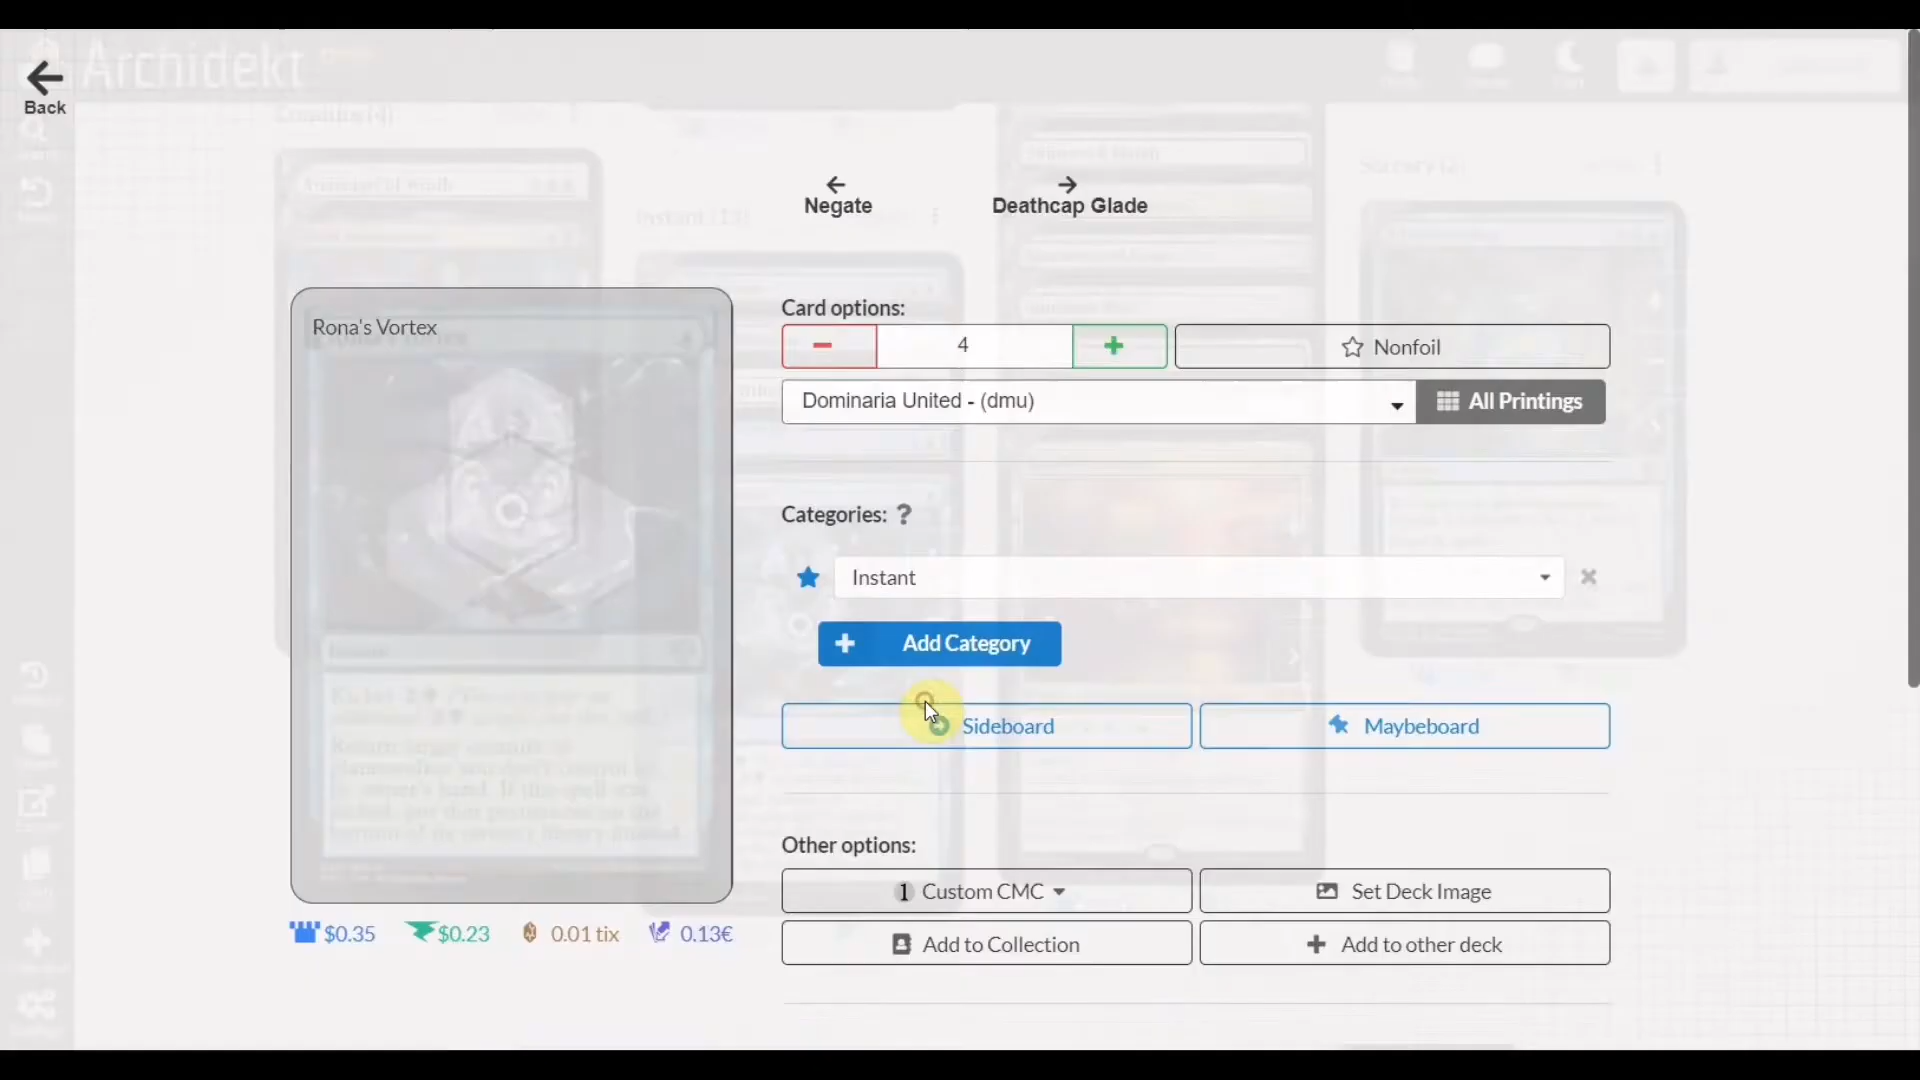 Archidekt
Back
Negate
Deathcap Glade
Rona's Vortex
Card options:
4
Nonfoil
Dominaria United - (dmu)
All Printings
Categories: ?
Instant
Add Category
Sideboard
Maybeboard
Other options:
1 Custom CMC
Set Deck Image
Add to Collection
Add to other deck
$0.35 $0.23 0.01 tix 0.13€